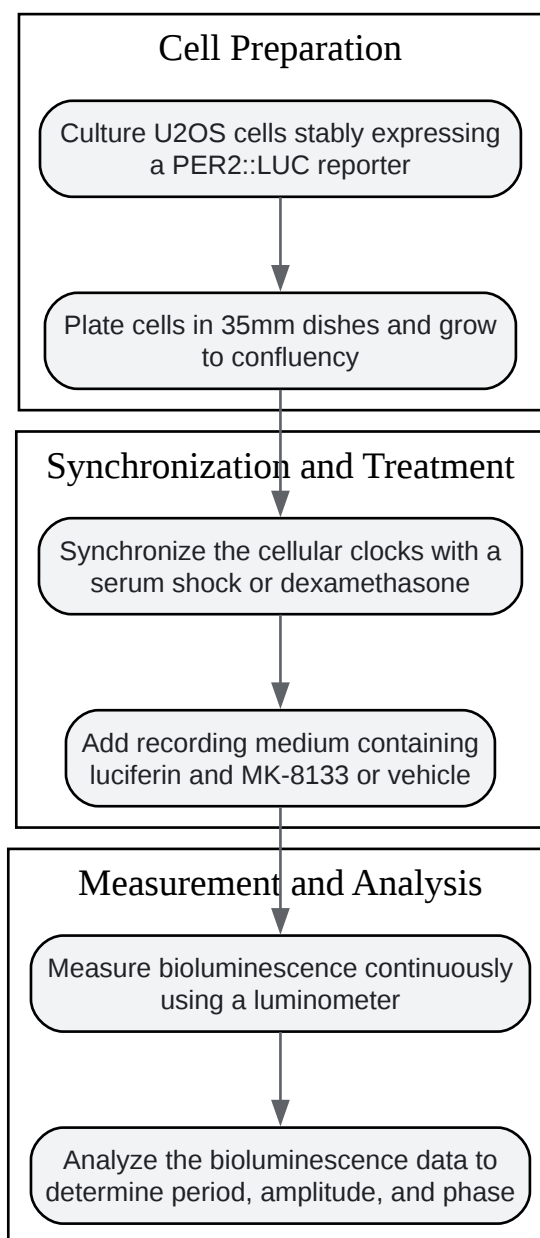 Cell Preparation
Culture U2OS cells stably expressing
a PER2::LUC reporter
Plate cells in 35mm dishes and grow
to confluency
Synchronization and Treatment
Synchronize the cellular clocks with a
serum shock or dexamethasone
Add recording medium containing
luciferin and MK-8133 or vehicle
Measurement and Analysis
Measure bioluminescence continuously
using a luminometer
Analyze the bioluminescence data to
determine period, amplitude, and phase